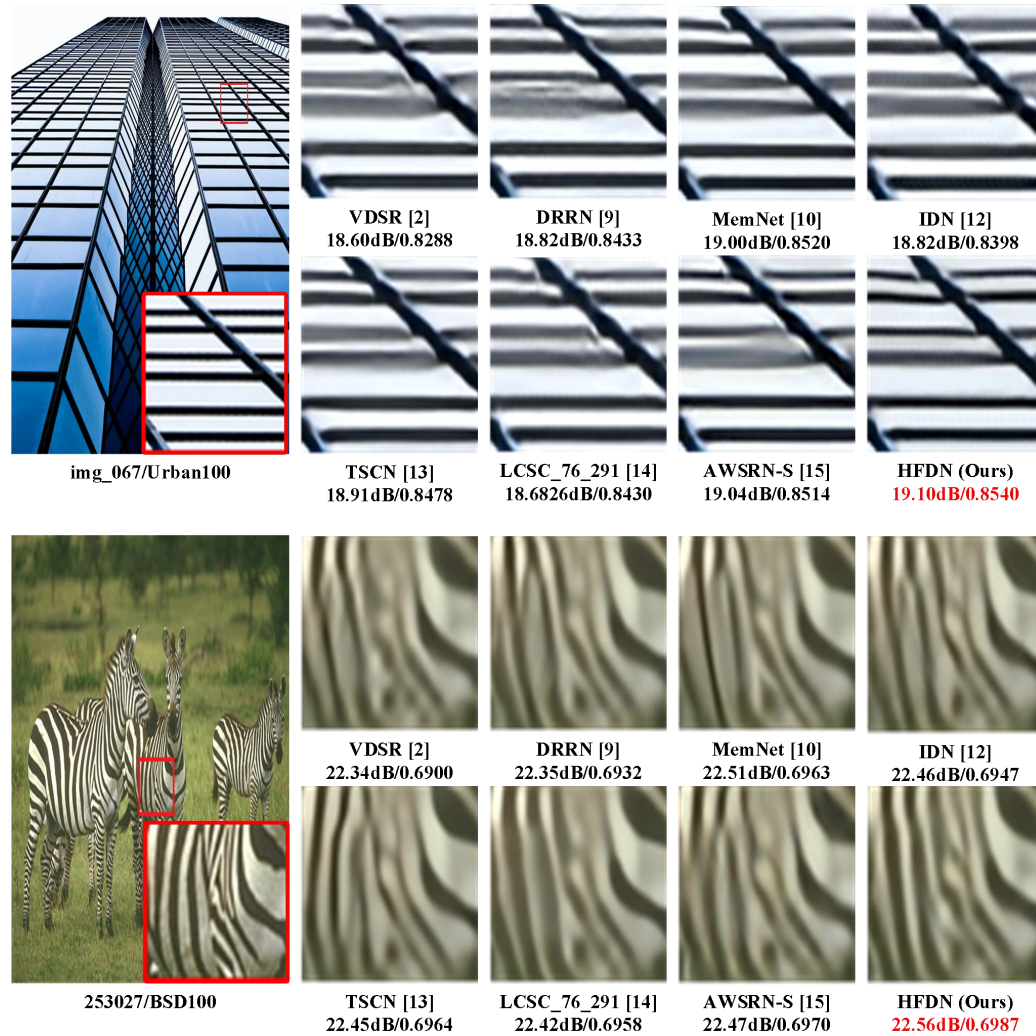 VDSR [2]
18.60dB/0.8288
DRRN [9]
18.82dB/0.8433
MemNet [10]
19.00dB/0.8520
IDN [12]
18.82dB/0.8398
img_067/Urban100
TSCN [13]
18.91dB/0.8478
LCSC_76_291 [14]
18.6826dB/0.8430
AWSRN-S [15]
19.04dB/0.8514
HFDN (Ours)
19.10dB/0.8540
VDSR [2]
22.34dB/0.6900
DRRN [9]
22.35dB/0.6932
MemNet [10]
22.51dB/0.6963
IDN [12]
22.46dB/0.6947
253027/BSD100
TSCN [13]
22.45dB/0.6964
LCSC_76_291 [14]
22.42dB/0.6958
AWSRN-S [15]
22.47dB/0.6970
HFDN (Ours)
22.56dB/0.6987